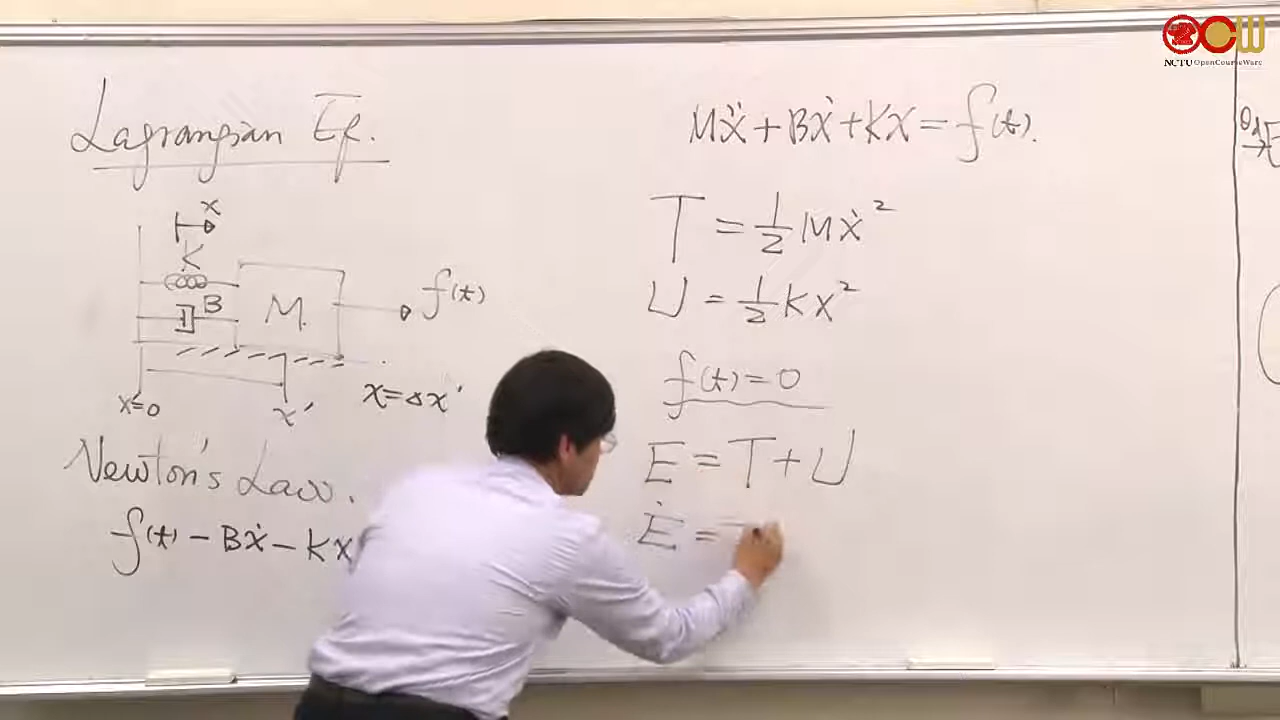 NCTU OpenCourseWare
Lagrangian Eq.
x
K
B
M
f(t)
x=0
x'
x=Δx'
Newton's Law.
f(t) - Bẋ - Kx
Mẍ+Bẋ+Kx=f(t).
T = 1/2 Mẋ²
U = 1/2 Kx²
f(t)=0
E = T+U
Ė =
θd